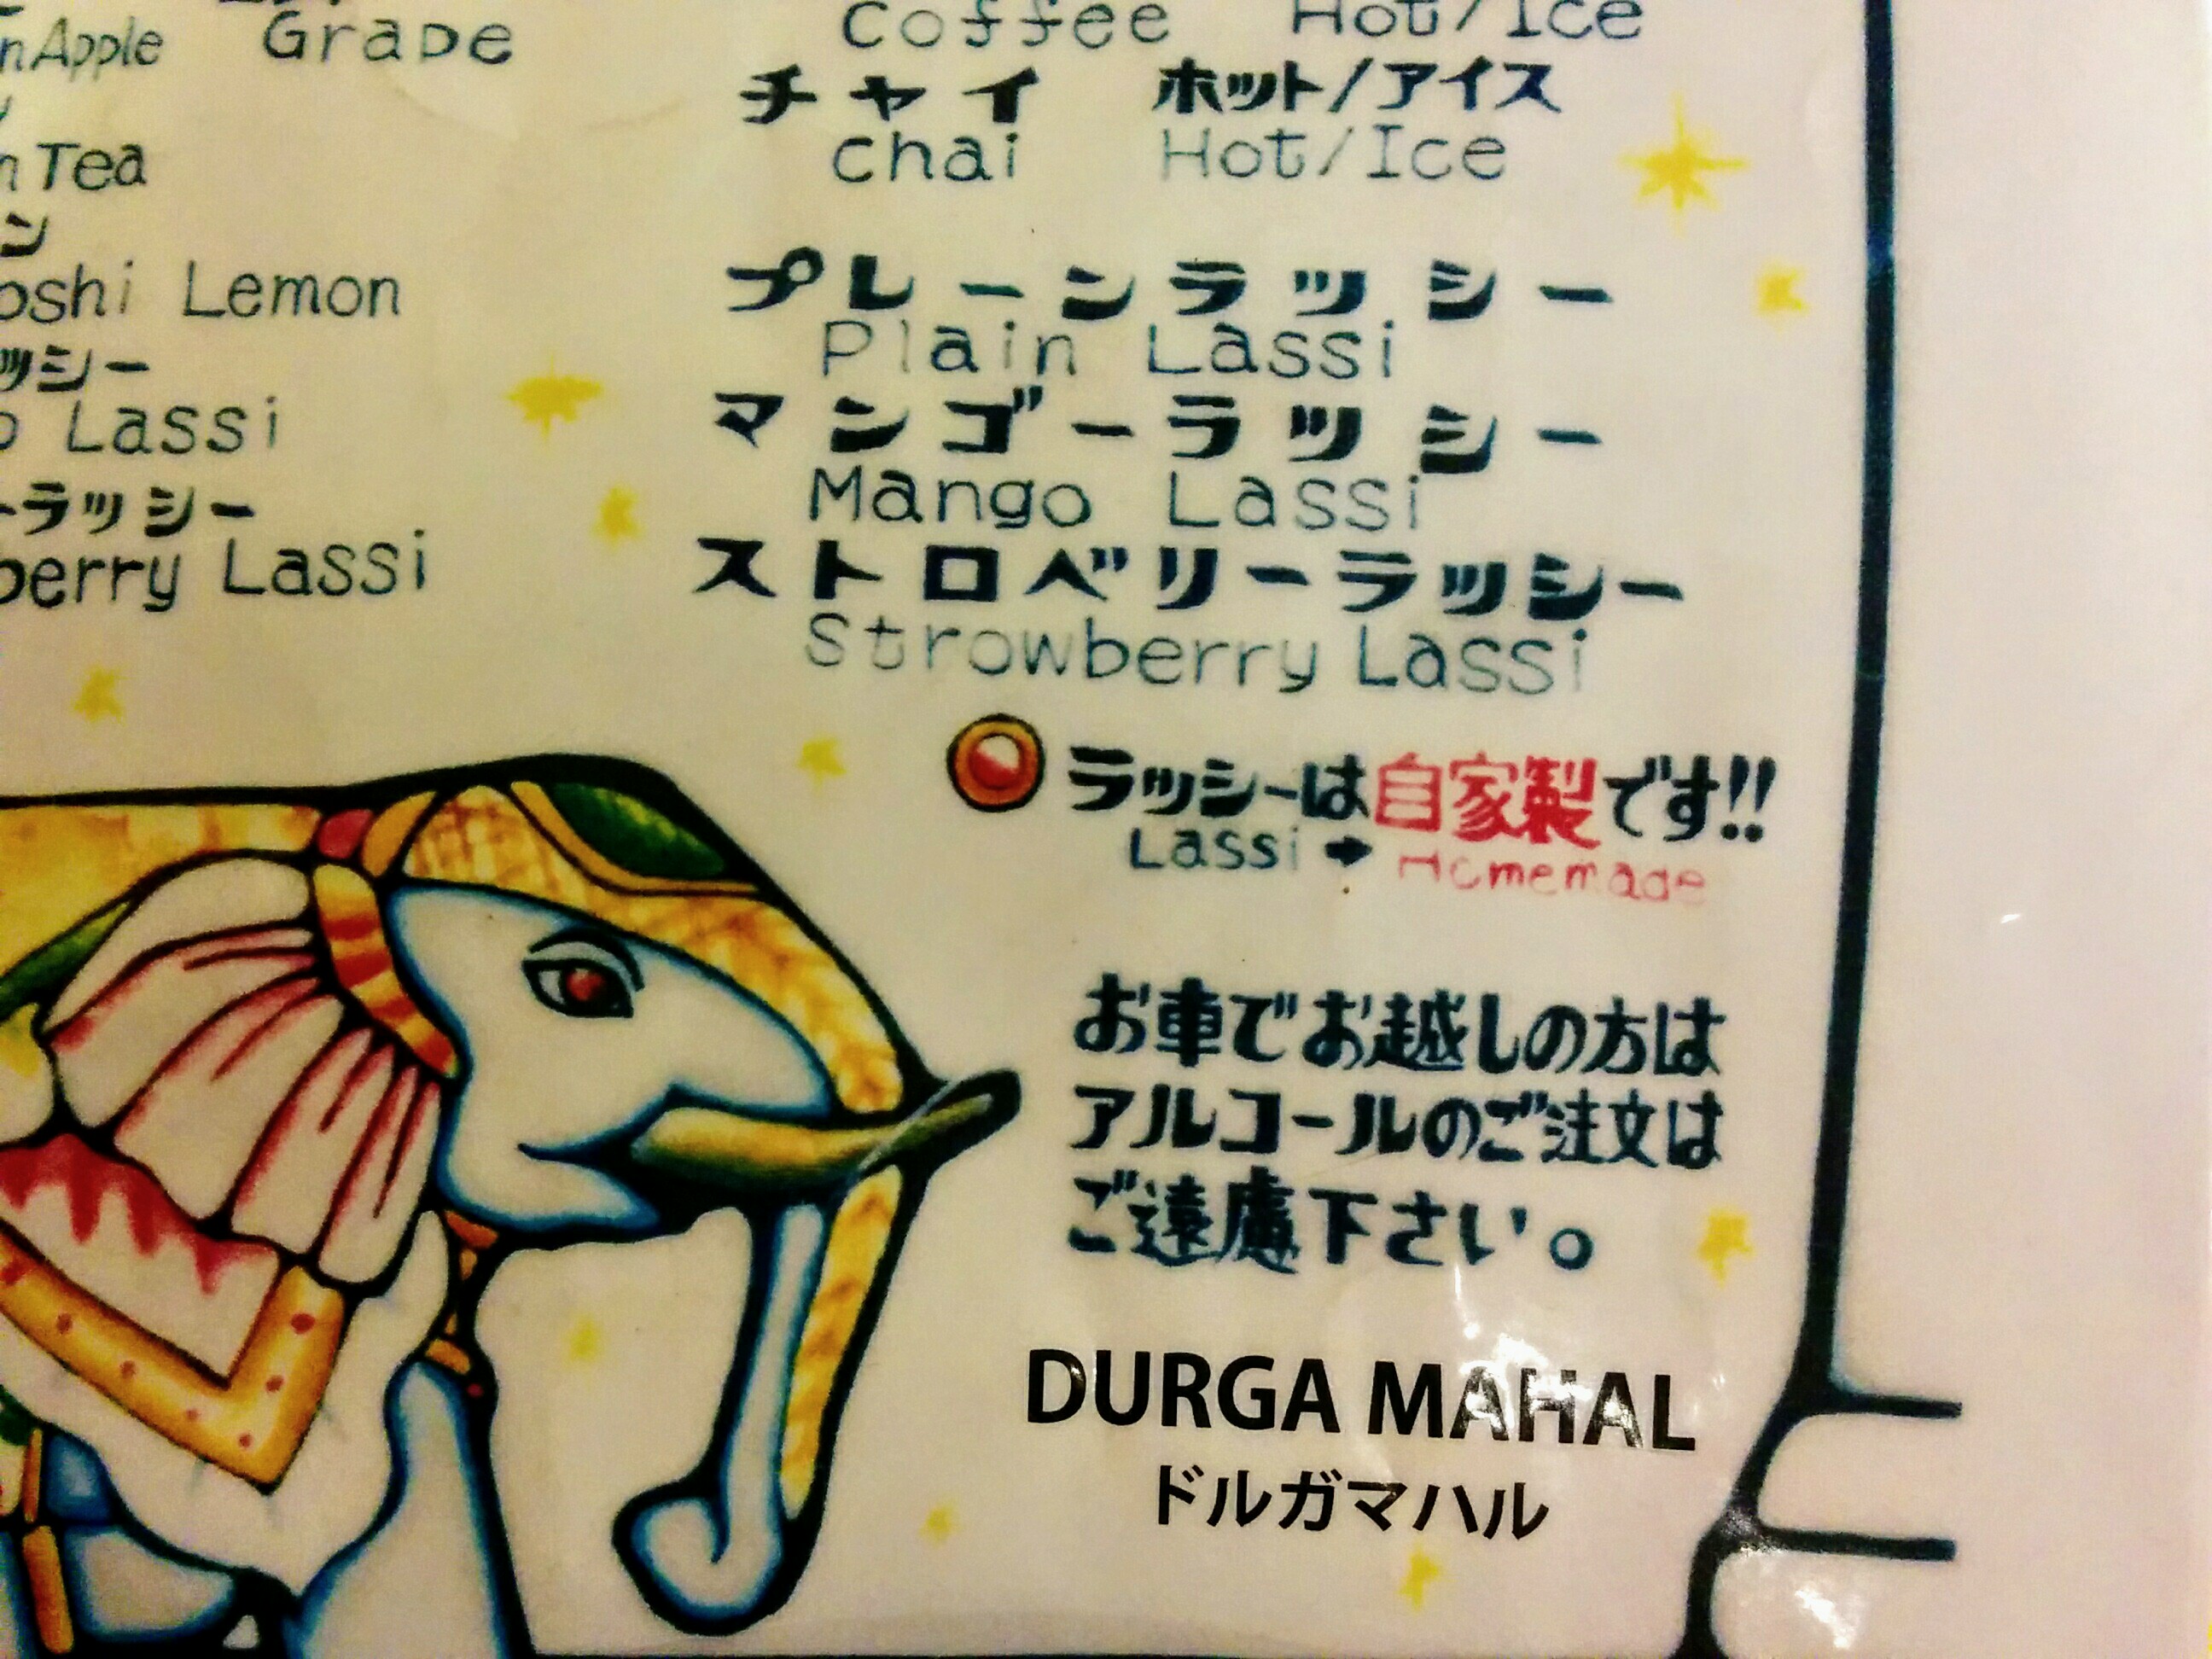 Apple Grape
Tea
ン
Lemon
ッシー
Lassi
ーラッシー
berry Lassi
Coffee Hot/Ice
チャイ ホット/アイス
chai Hot/Ice
プレーンラッシー
Plain Lassi
マンゴーラッシー
Mango Lassi
ストロベリーラッシー
Strowberry Lassi
ラッシーは自家製です!!
Lassi → Homemade
お車でお越しの方は
アルコールのご注文は
ご遠慮下さい。
DURGA MAHAL
ドルガマハル